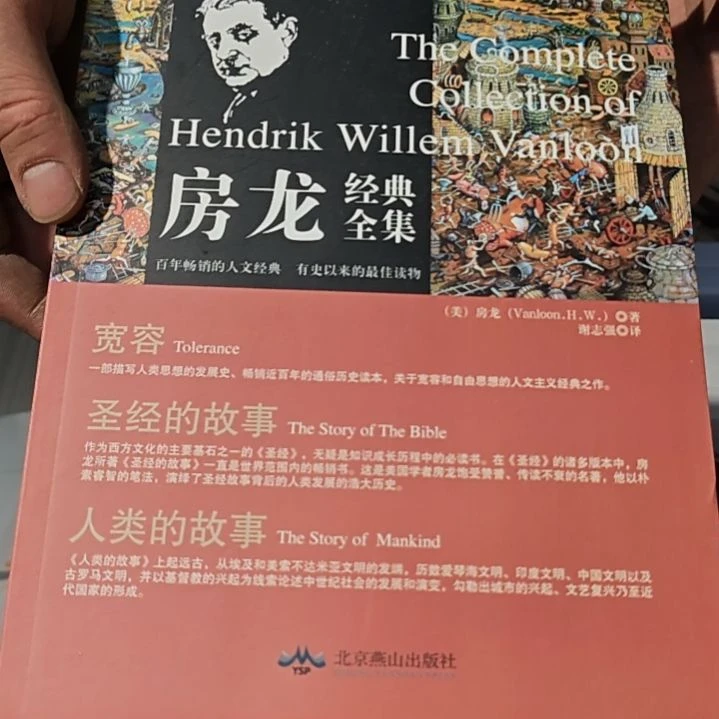 The Complete
Collection of
Hendrik Willem Vanloon
房龙 经典全集
百年畅销的人文经典 有史以来的最佳读物
(美) 房龙 (Vanloon.H.W.) ◎著
谢志强◎译
宽容 Tolerance
一部描写人类思想的发展史、畅销近百年的通俗历史读本，关于宽容和自由思想的人文主义经典之作。
圣经的故事 The Story of The Bible
作为西方文化的主要基石之一的《圣经》，无疑是知识成长历程中的必读书。在《圣经》的诸多版本中，房
龙所著《圣经的故事》一直是世界范围内的畅销书。这是美国学者房龙饱受赞誉、传读不衰的名著，他以朴
素睿智的笔法，演绎了圣经故事背后的人类发展的浩大历史。
人类的故事 The Story of Mankind
《人类的故事》上起远古，从埃及和美索不达米亚文明的发端，历数爱琴海文明、印度文明、中国文明以及
古罗马文明，并以基督教的兴起为线索论述中世纪社会的发展和演变，勾勒出城市的兴起、文艺复兴乃至近
代国家的形成。
YSP 北京燕山出版社